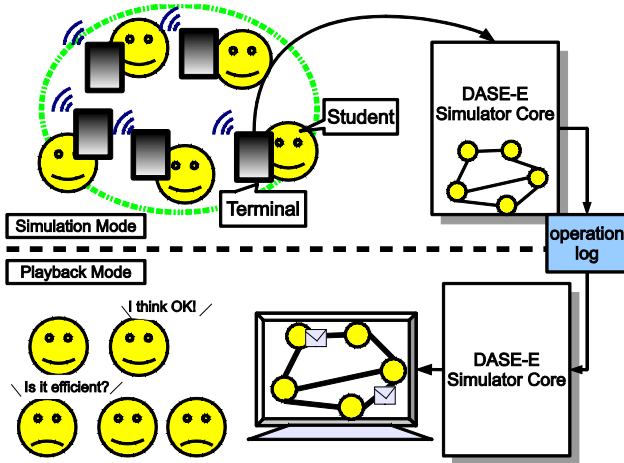 DASE-E
Simulator Core
Student
Terminal
Simulation Mode
operation
log
Playback Mode
I think OK!
Is it efficient?
DASE-E
Simulator Core